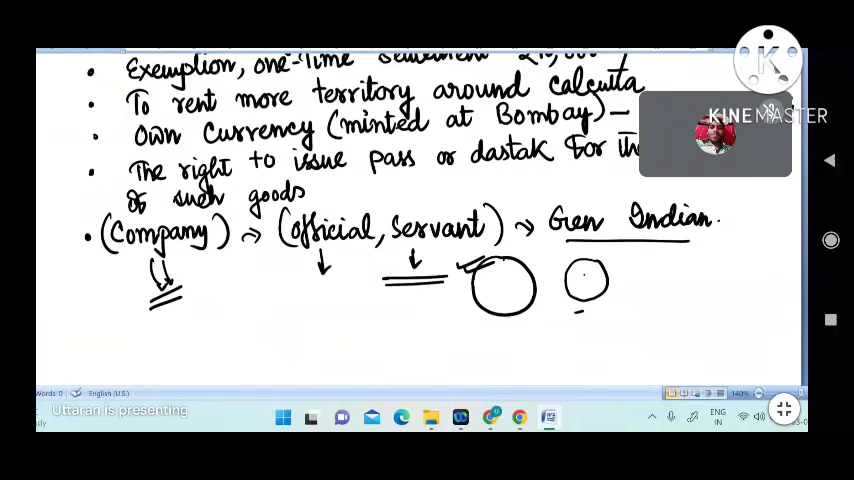 Exemption, one-Time
To rent more territory around calcutta
Own Currency (minted at Bombay) –
The right to issue pass or dastak for th
of such goods
(Company) → (official, servant) → Gen Indian.
K
KINEMASTER
Words: 0 English (U.S.) 140%
Uttaran is presenting
ENG
IN